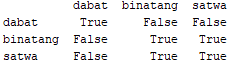 dabat binatang satwa
dabat True False False
binatang False True True
satwa False True True